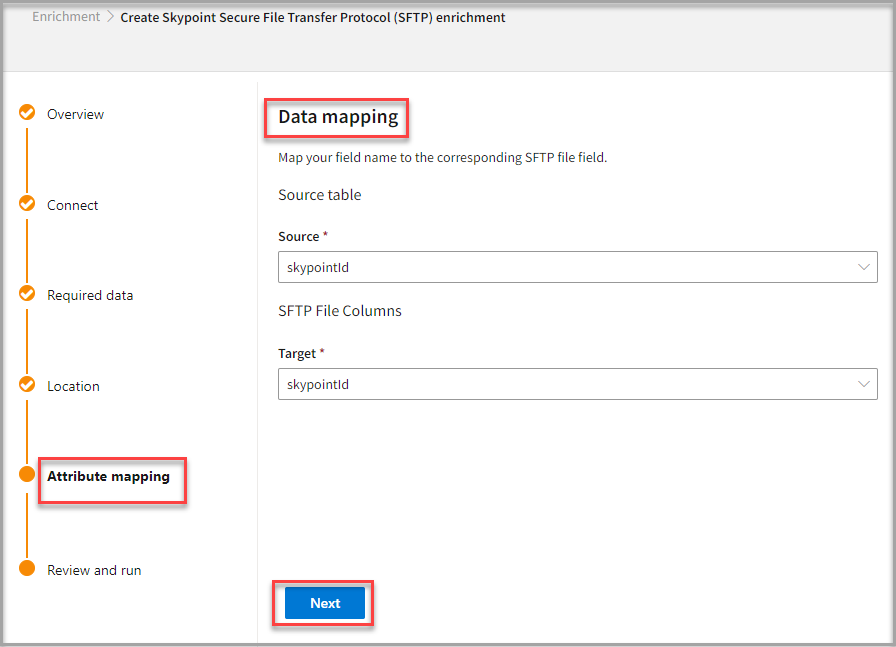 Enrichment > Create Skypoint Secure File Transfer Protocol (SFTP) enrichment
Overview
Connect
Required data
Location
Attribute mapping
Review and run
Data mapping
Map your field name to the corresponding SFTP file field.
Source table
Source *
skypointId
SFTP File Columns
Target *
skypointId
Next